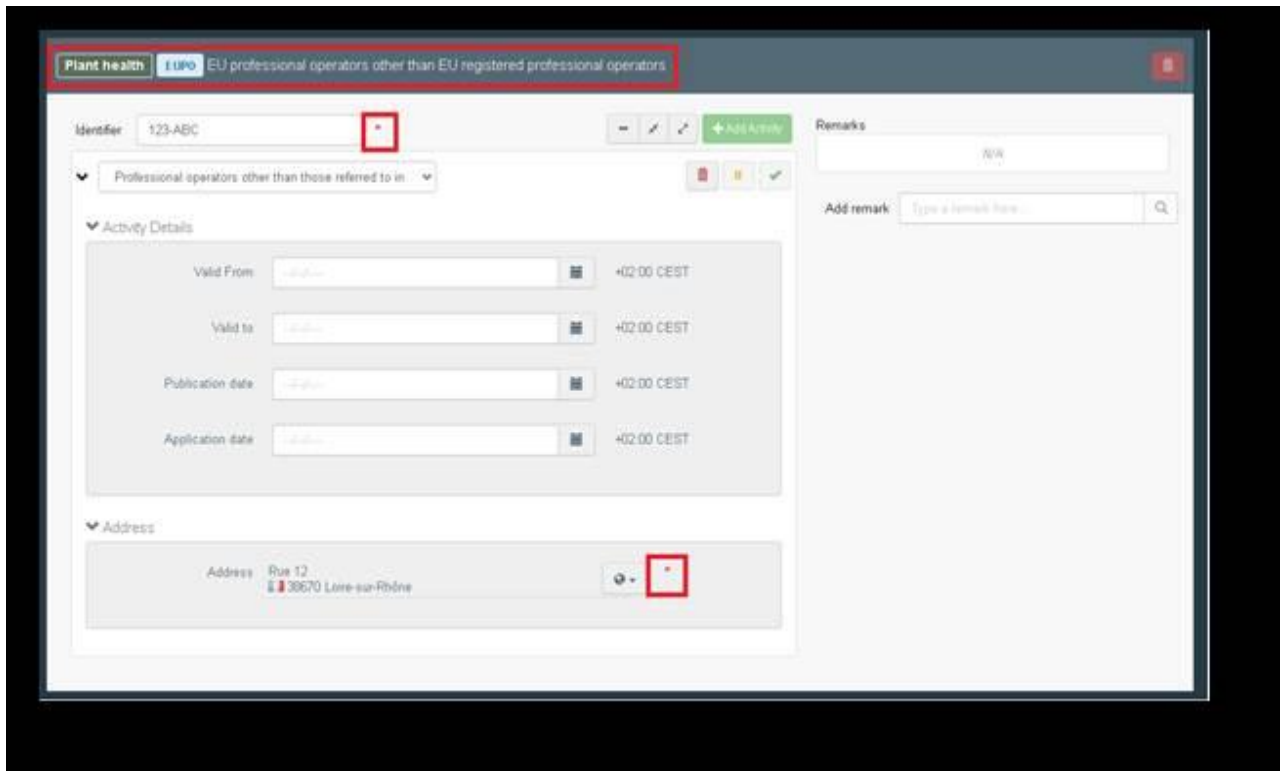 Plant health EUPO EU professional operators other than EU registered professional operators
Identifier 123-ABC * + Add Activity
Remarks
N/A
Professional operators other than those referred to in
Add remark Type a remark here...
Activity Details
Valid From +02:00 CEST
Valid to +02:00 CEST
Publication date +02:00 CEST
Application date +02:00 CEST
Address
Address Rue 12 *
38670 Loire-sur-Rhône